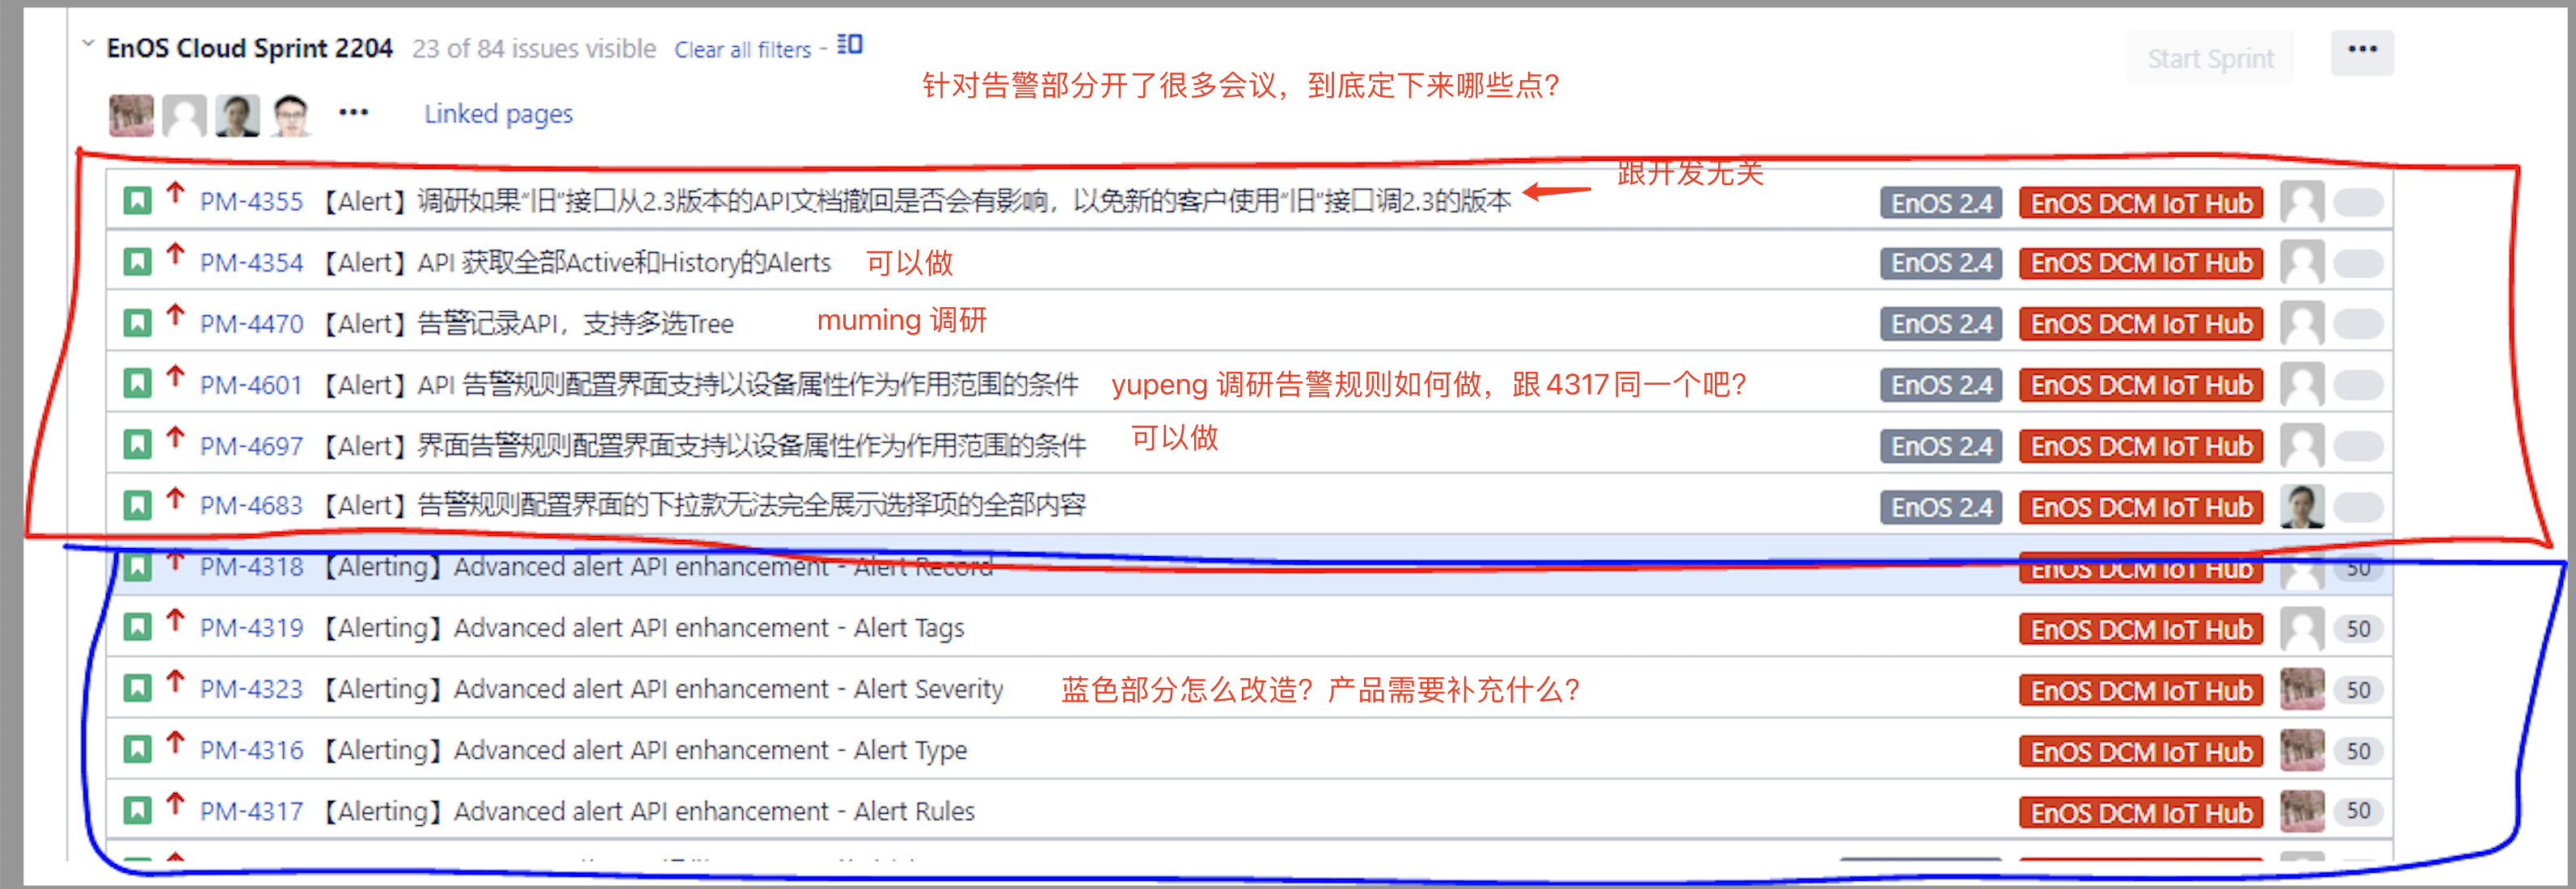 EnOS Cloud Sprint 2204 23 of 84 issues visible Clear all filters - Start Sprint •••
针对告警部分开了很多会议，到底定下来哪些点？
••• Linked pages
跟开发无关
PM-4355 【Alert】调研如果“旧”接口从2.3版本的API文档撤回是否会有影响，以免新的客户使用“旧”接口调2.3的版本 EnOS 2.4 EnOS DCM IoT Hub
PM-4354 【Alert】API 获取全部Active和History的Alerts 可以做 EnOS 2.4 EnOS DCM IoT Hub
PM-4470 【Alert】告警记录API，支持多选Tree muming 调研 EnOS 2.4 EnOS DCM IoT Hub
PM-4601 【Alert】API 告警规则配置界面支持以设备属性作为作用范围的条件 yupeng 调研告警规则如何做，跟4317同一个吧？ EnOS 2.4 EnOS DCM IoT Hub
PM-4697 【Alert】界面告警规则配置界面支持以设备属性作为作用范围的条件 可以做 EnOS 2.4 EnOS DCM IoT Hub
PM-4683 【Alert】告警规则配置界面的下拉款无法完全展示选择项的全部内容 EnOS 2.4 EnOS DCM IoT Hub
PM-4318 【Alerting】Advanced alert API enhancement - Alert Record EnOS DCM IoT Hub 50
PM-4319 【Alerting】Advanced alert API enhancement - Alert Tags EnOS DCM IoT Hub 50
PM-4323 【Alerting】Advanced alert API enhancement - Alert Severity 蓝色部分怎么改造？产品需要补充什么？ EnOS DCM IoT Hub 50
PM-4316 【Alerting】Advanced alert API enhancement - Alert Type EnOS DCM IoT Hub 50
PM-4317 【Alerting】Advanced alert API enhancement - Alert Rules EnOS DCM IoT Hub 50